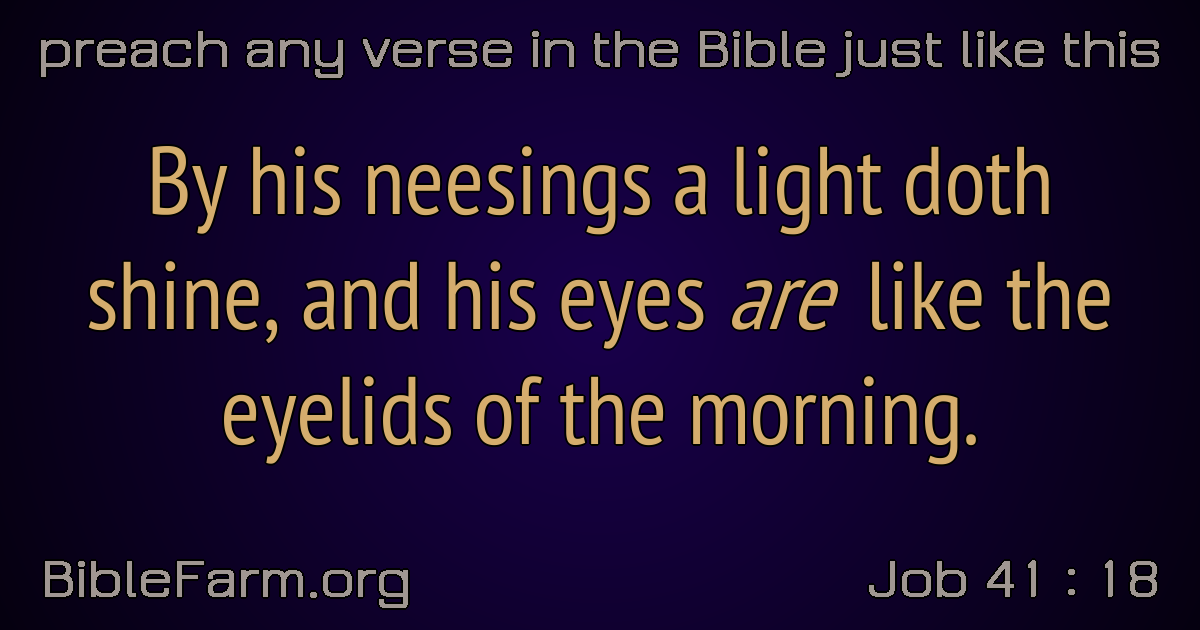 preach any verse in the Bible just like this
By his neesings a light doth
shine, and his eyes are like the
eyelids of the morning.
BibleFarm.org
Job 41 : 18